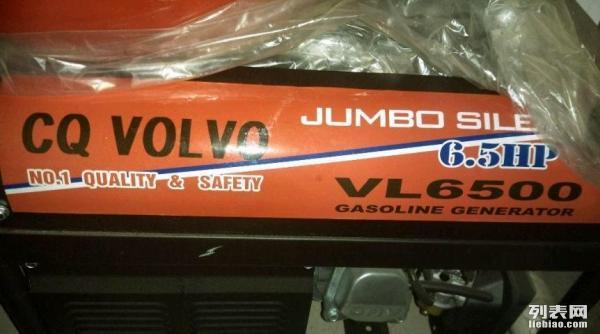 CQ VOLVO
JUMBO SILE
6.5HP
NO.1 QUALITY & SAFETY
VL6500
GASOLINE GENERATOR
列表网
liebiao.com